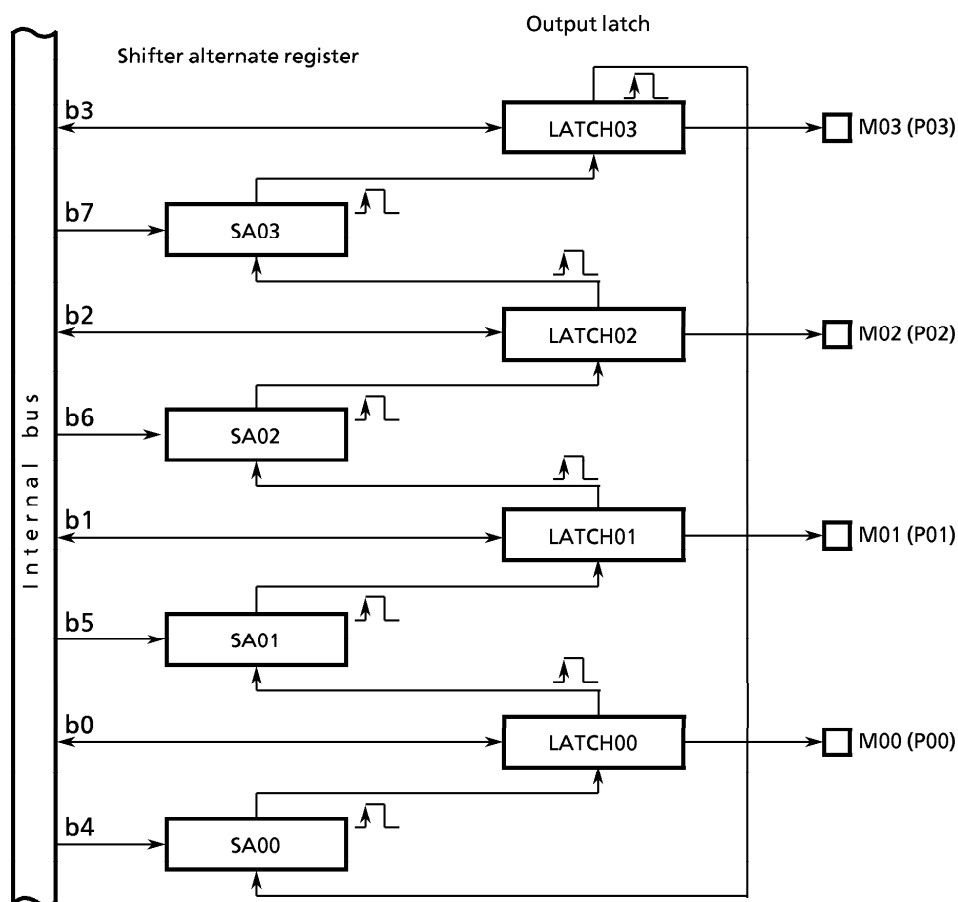 Output latch
Shifter alternate register
b3
LATCH03
M03 (P03)
b7
SA03
b2
LATCH02
M02 (P02)
b6
SA02
Internal bus
b1
LATCH01
M01 (P01)
b5
SA01
b0
LATCH00
M00 (P00)
b4
SA00